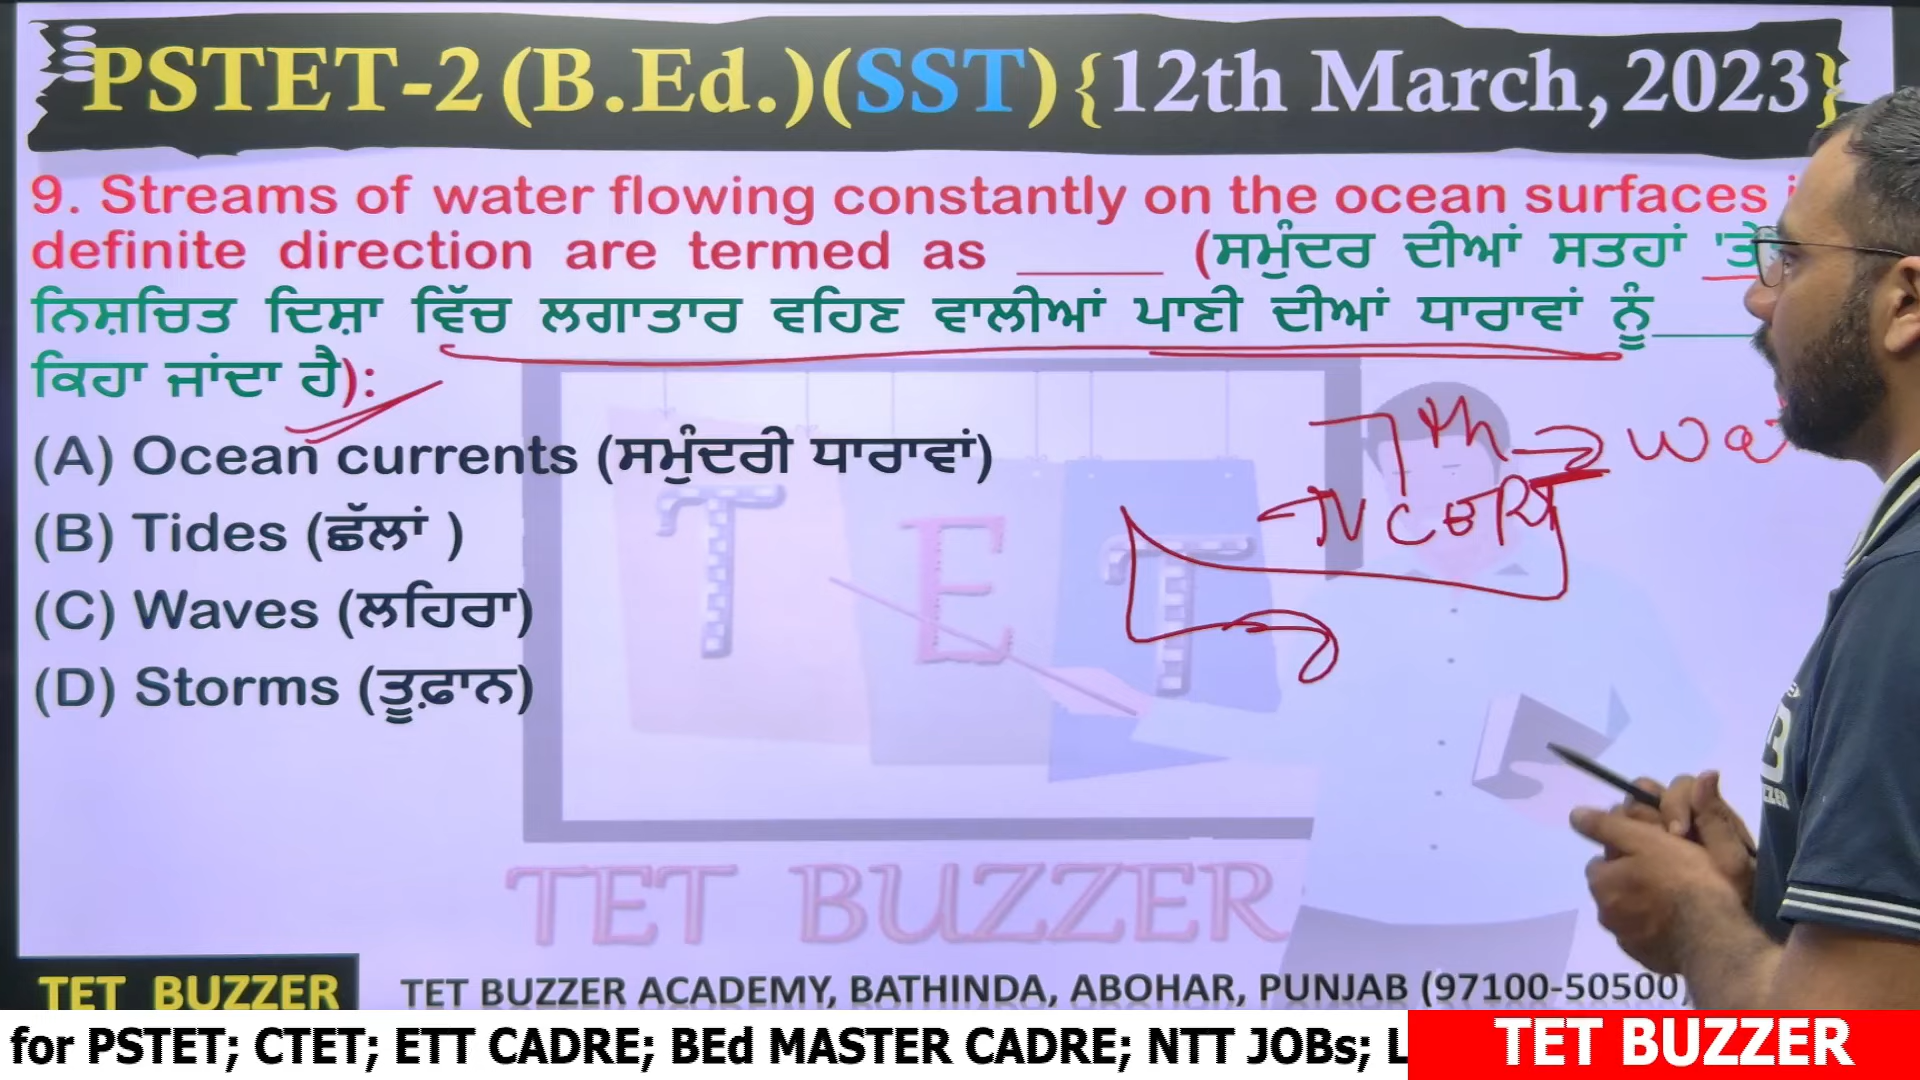 PSTET-2 (B.Ed.)(SST) {12th March, 2023}
9. Streams of water flowing constantly on the ocean surfaces
definite direction are termed as _____ (ਸਮੁੰਦਰ ਦੀਆਂ ਸਤਹਾਂ 'ਤੇ
ਨਿਸ਼ਚਿਤ ਦਿਸ਼ਾ ਵਿੱਚ ਲਗਾਤਾਰ ਵਹਿਣ ਵਾਲੀਆਂ ਪਾਣੀ ਦੀਆਂ ਧਾਰਾਵਾਂ ਨੂੰ____
ਕਿਹਾ ਜਾਂਦਾ ਹੈ):
(A) Ocean currents (ਸਮੁੰਦਰੀ ਧਾਰਾਵਾਂ)
(B) Tides (ਛੱਲਾਂ )
(C) Waves (ਲਹਿਰਾ)
(D) Storms (ਤੂਫ਼ਾਨ)
7th
TET
TET BUZZER
TET BUZZER
TET BUZZER ACADEMY, BATHINDA, ABOHAR, PUNJAB (97100-50500)
for PSTET; CTET; ETT CADRE; BEd MASTER CADRE; NTT JOBs; L
TET BUZZER